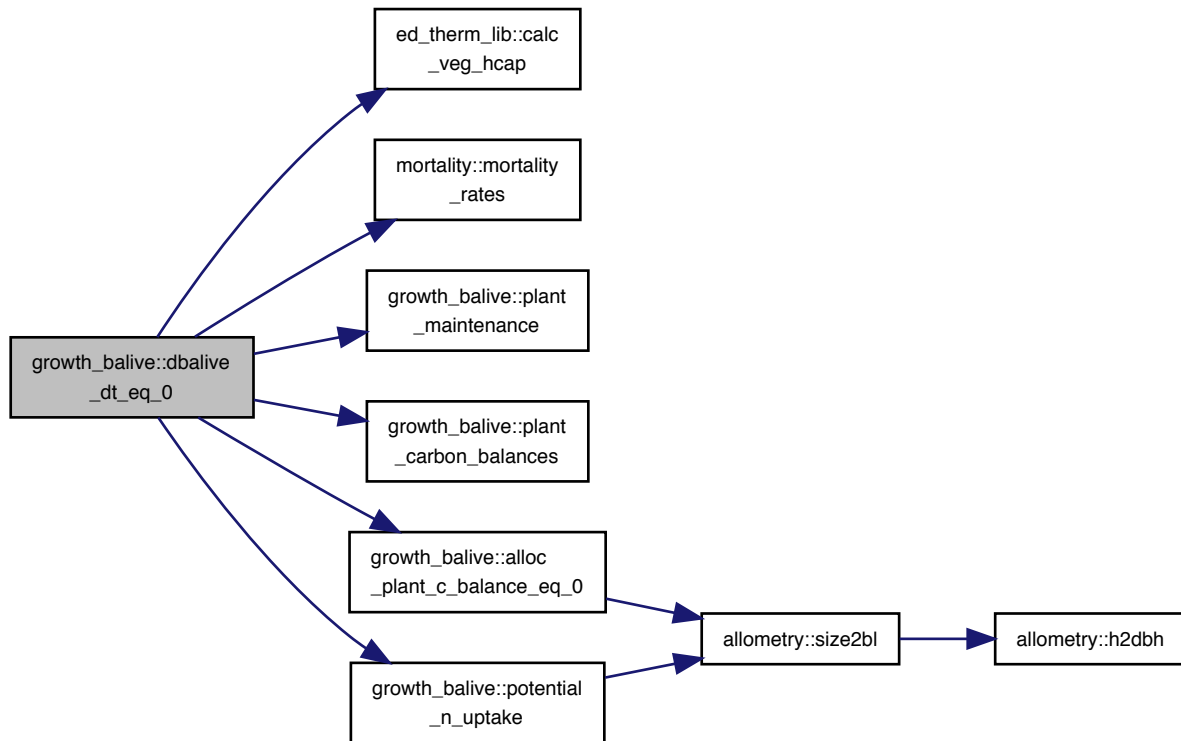 ed_therm_lib::calc
_veg_hcap
mortality::mortality
_rates
growth_balive::plant
_maintenance
growth_balive::dbalive
_dt_eq_0
growth_balive::plant
_carbon_balances
growth_balive::alloc
_plant_c_balance_eq_0
allometry::size2bl
allometry::h2dbh
growth_balive::potential
_n_uptake